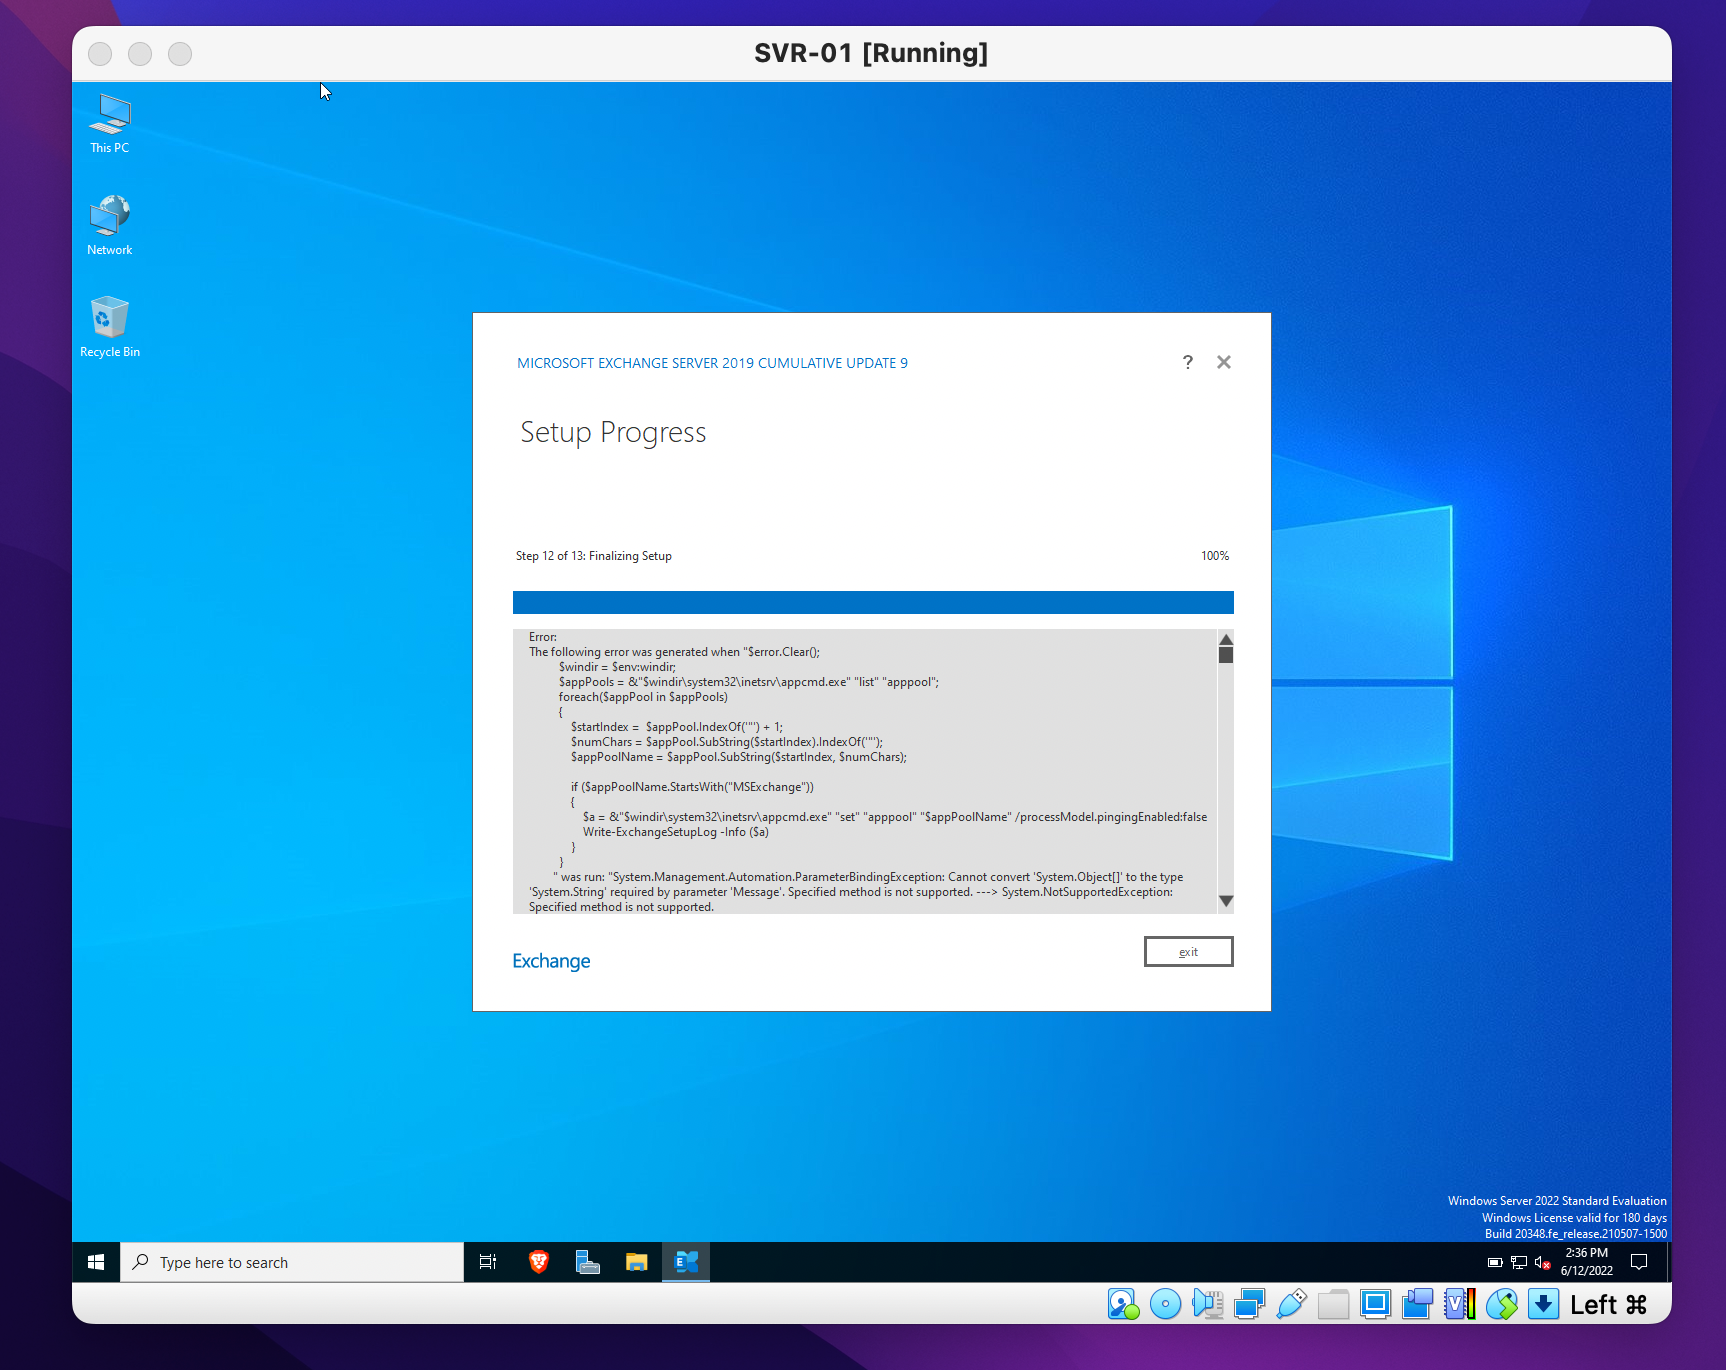 SVR-01 [Running]
This PC
Network
Recycle Bin
MICROSOFT EXCHANGE SERVER 2019 CUMULATIVE UPDATE 9
?
Setup Progress
Step 12 of 13: Finalizing Setup 100%
Error:
The following error was generated when "$error.Clear();
$windir = $env:windir;
$appPools = &"$windir\system32\inetsrv\appcmd.exe" "list" "apppool";
foreach($appPool in $appPools)
{
$startIndex = $appPool.IndexOf('"') + 1;
$numChars = $appPool.SubString($startIndex).IndexOf('"');
$appPoolName = $appPool.SubString($startIndex, $numChars);
if ($appPoolName.StartsWith("MSExchange"))
{
$a = &"$windir\system32\inetsrv\appcmd.exe" "set" "apppool" "$appPoolName" /processModel.pingingEnabled:false
Write-ExchangeSetupLog -Info ($a)
}
}
" was run: "System.Management.Automation.ParameterBindingException: Cannot convert 'System.Object[]' to the type
'System.String' required by parameter 'Message'. Specified method is not supported. ---> System.NotSupportedException:
Specified method is not supported.
exit
Exchange
Windows Server 2022 Standard Evaluation
Windows License valid for 180 days
Build 20348.fe_release.210507-1500
Type here to search
2:36 PM
6/12/2022
Left ⌘